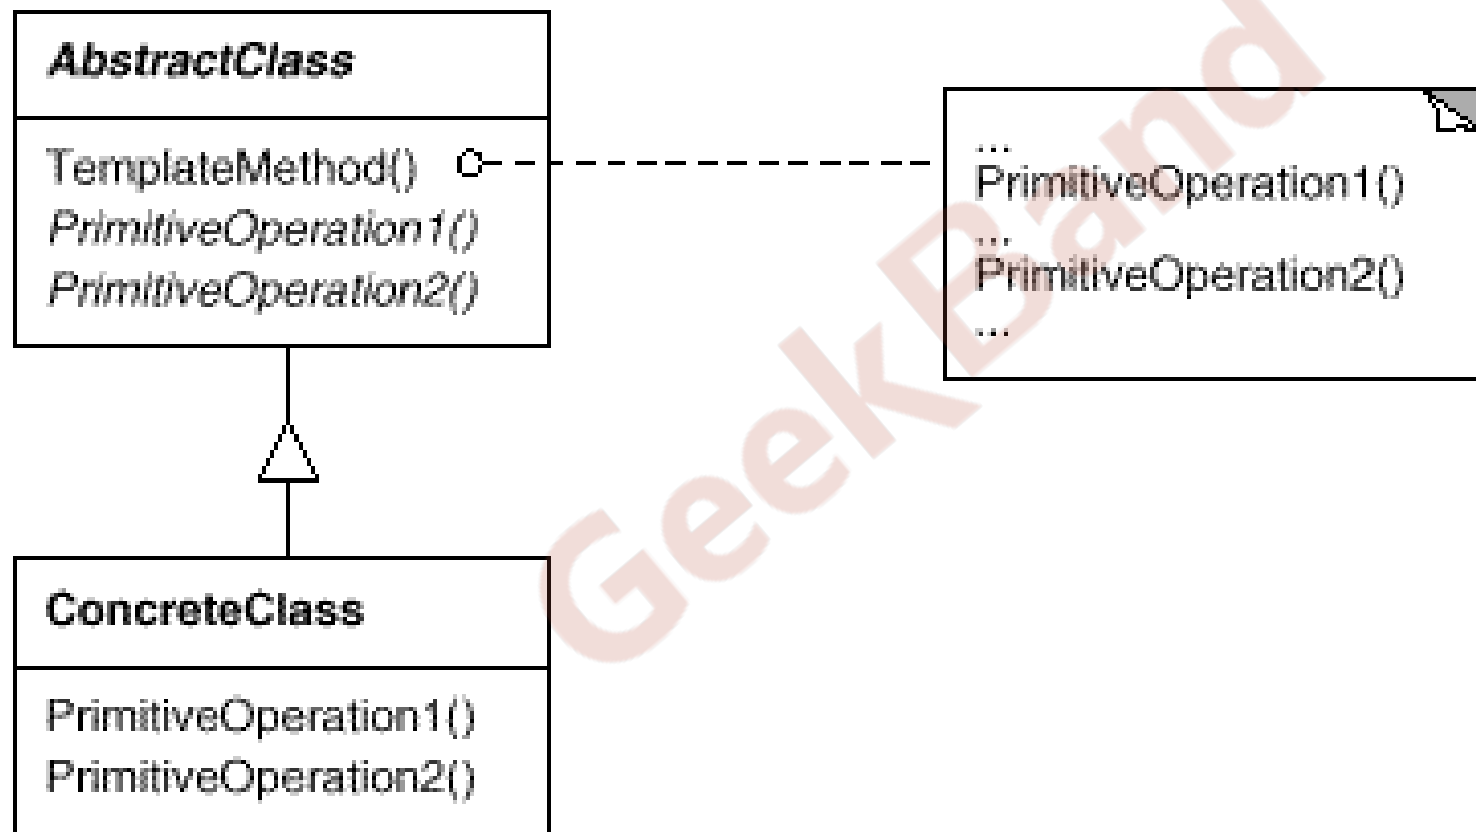 AbstractClass
TemplateMethod()
PrimitiveOperation1()
PrimitiveOperation2()
...
PrimitiveOperation1()
...
PrimitiveOperation2()
...
ConcreteClass
PrimitiveOperation1()
PrimitiveOperation2()
GeekBand